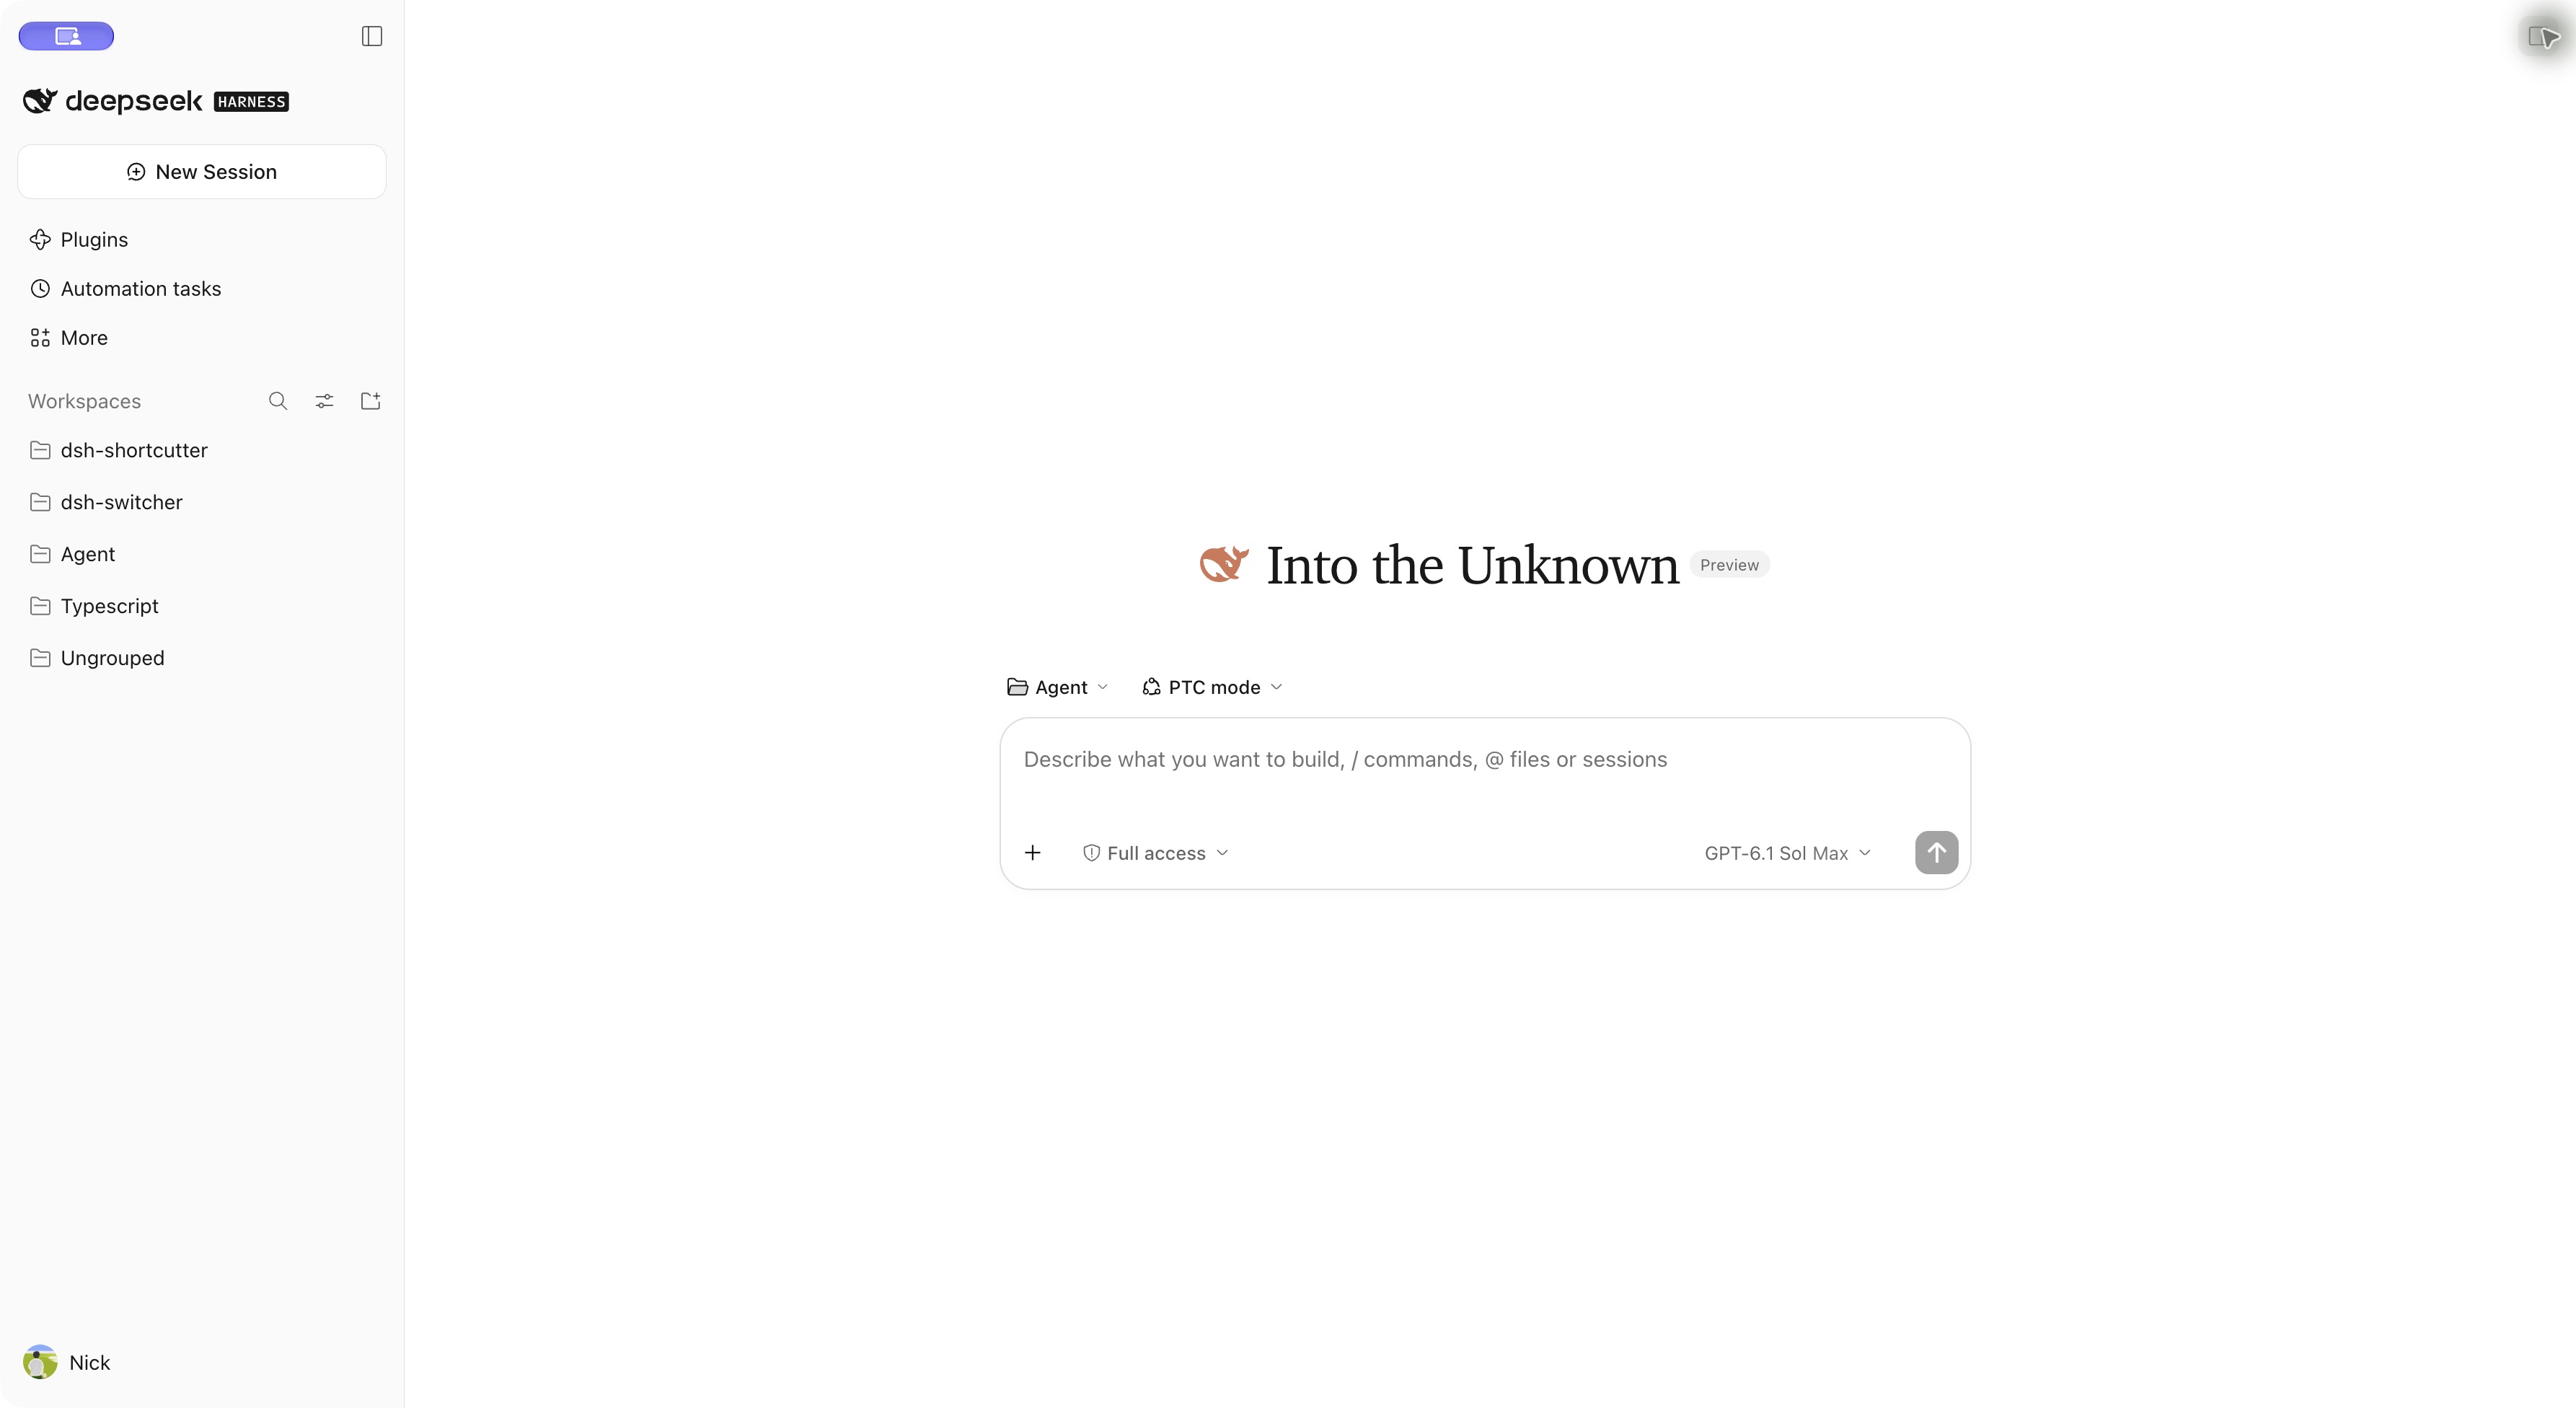 deepseek HARNESS
New Session
Plugins
Automation tasks
More
Workspaces
dsh-shortcutter
dsh-switcher
Agent
Typescript
Ungrouped
Nick
Into the Unknown Preview
Agent PTC mode
Describe what you want to build, / commands, @ files or sessions
Full access GPT-6.1 Sol Max